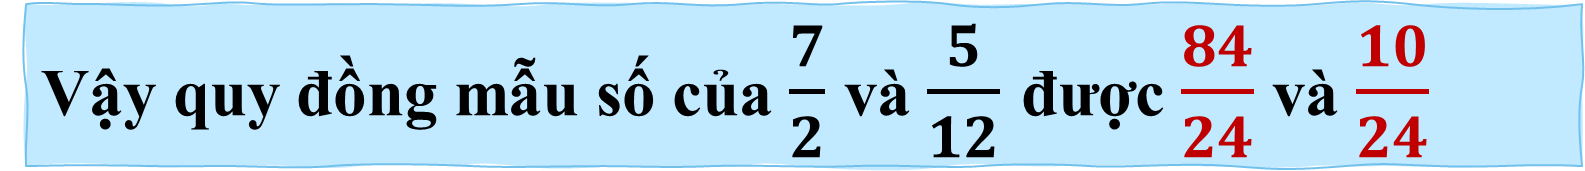 Vậy quy đồng mẫu số của 7/2 và 5/12 được 84/24 và 10/24